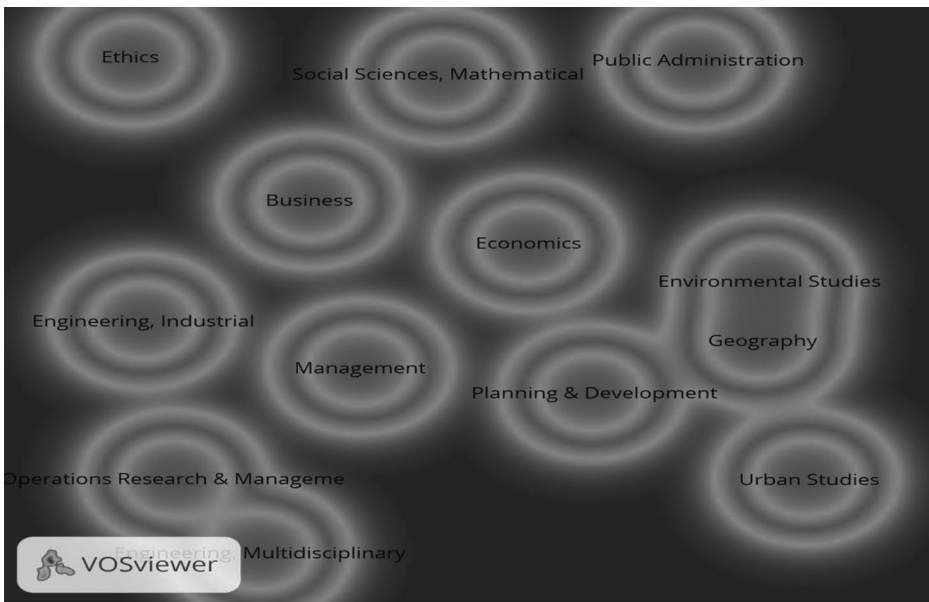 Ethics
Social Sciences, Mathematical
Public Administration
Business
Economics
Environmental Studies
Engineering, Industrial
Geography
Management
Planning & Development
Operations Research & Manageme
Urban Studies
Engineering, Multidisciplinary
VOSviewer